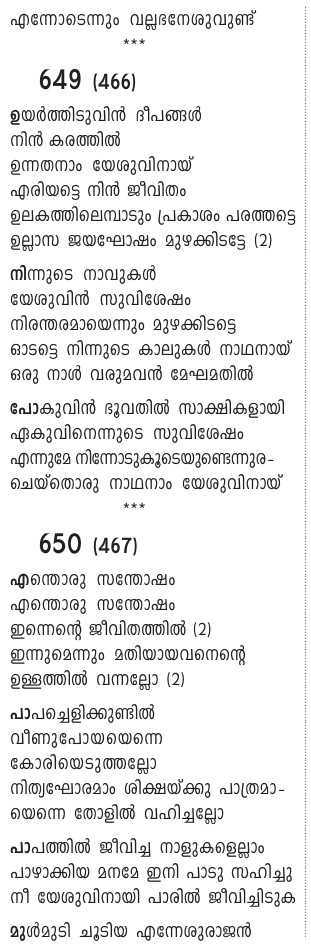 എന്നോടെന്നും വല്ലഭനേശുവുണ്ട്
***
649 (466)
ഉയർത്തിടുവിൻ ദീപങ്ങൾ
നിൻ കരത്തിൽ
ഉന്നതനാം യേശുവിനായ്
എരിയട്ടെ നിൻ ജീവിതം
ഉലകത്തിലെമ്പാടും പ്രകാശം പരത്തട്ടെ
ഉല്ലാസ ജയഘോഷം മുഴക്കിടട്ടേ (2)
നിന്നുടെ നാവുകൾ
യേശുവിൻ സുവിശേഷം
നിരന്തരമായെന്നും മുഴക്കിടട്ടെ
ഓടട്ടെ നിന്നുടെ കാലുകൾ നാഥനായ്
ഒരു നാൾ വരുമവൻ മേഘമതിൽ
പോകുവിൻ ഭൂവതിൽ സാക്ഷികളായി
ഏകുവിനെന്നുടെ സുവിശേഷം
എന്നുമേ നിന്നോടുകൂടെയുണ്ടെന്നുര-
ചെയ്തൊരു നാഥനാം യേശുവിനായ്
***
650 (467)
എന്തൊരു സന്തോഷം
എന്തൊരു സന്തോഷം
ഇന്നെന്റെ ജീവിതത്തിൽ (2)
ഇന്നുമെന്നും മതിയായവനെന്റെ
ഉള്ളത്തിൽ വന്നല്ലോ (2)
പാപച്ചെളിക്കുണ്ടിൽ
വീണുപോയയെന്നെ
കോരിയെടുത്തല്ലോ
നിത്യഘോരമാം ശിക്ഷയ്ക്കു പാത്രമാ-
യെന്നെ തോളിൽ വഹിച്ചല്ലോ
പാപത്തിൽ ജീവിച്ച നാളുകളെല്ലാം
പാഴാക്കിയ മനമേ ഇനി പാടു സഹിച്ചു
നീ യേശുവിനായി പാരിൽ ജീവിച്ചിടുക
മുൾമുടി ചൂടിയ എന്നേശുരാജൻ